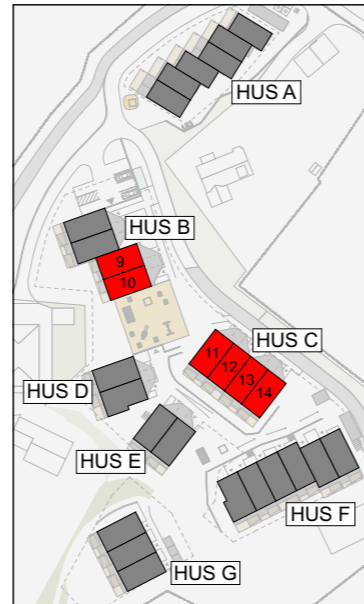 HUS A
HUS B
9
10
HUS C
11
12
13
14
HUS D
HUS E
HUS F
HUS G